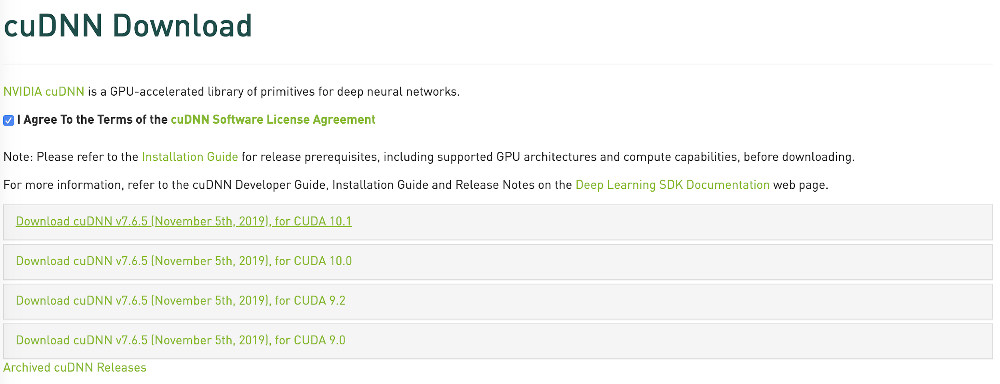 cuDNN Download
NVIDIA cuDNN is a GPU-accelerated library of primitives for deep neural networks.
I Agree To the Terms of the cuDNN Software License Agreement
Note: Please refer to the Installation Guide for release prerequisites, including supported GPU architectures and compute capabilities, before downloading.
For more information, refer to the cuDNN Developer Guide, Installation Guide and Release Notes on the Deep Learning SDK Documentation web page.
Download cuDNN v7.6.5 (November 5th, 2019), for CUDA 10.1
Download cuDNN v7.6.5 (November 5th, 2019), for CUDA 10.0
Download cuDNN v7.6.5 (November 5th, 2019), for CUDA 9.2
Download cuDNN v7.6.5 (November 5th, 2019), for CUDA 9.0
Archived cuDNN Releases